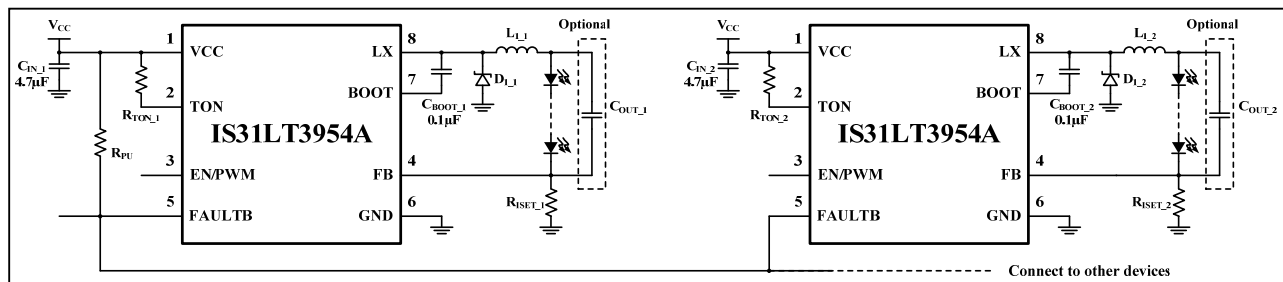 VCC
CIN_1
4.7µF
RTON_1
RPU
1
VCC
2
TON
3
EN/PWM
5
FAULTB
IS31LT3954A
8
LX
7
BOOT
4
FB
6
GND
L1_1
D1_1
CBOOT_1
0.1µF
Optional
COUT_1
RISET_1
VCC
CIN_2
4.7µF
RTON_2
1
VCC
2
TON
3
EN/PWM
5
FAULTB
IS31LT3954A
8
LX
7
BOOT
4
FB
6
GND
L1_2
D1_2
CBOOT_2
0.1µF
Optional
COUT_2
RISET_2
Connect to other devices